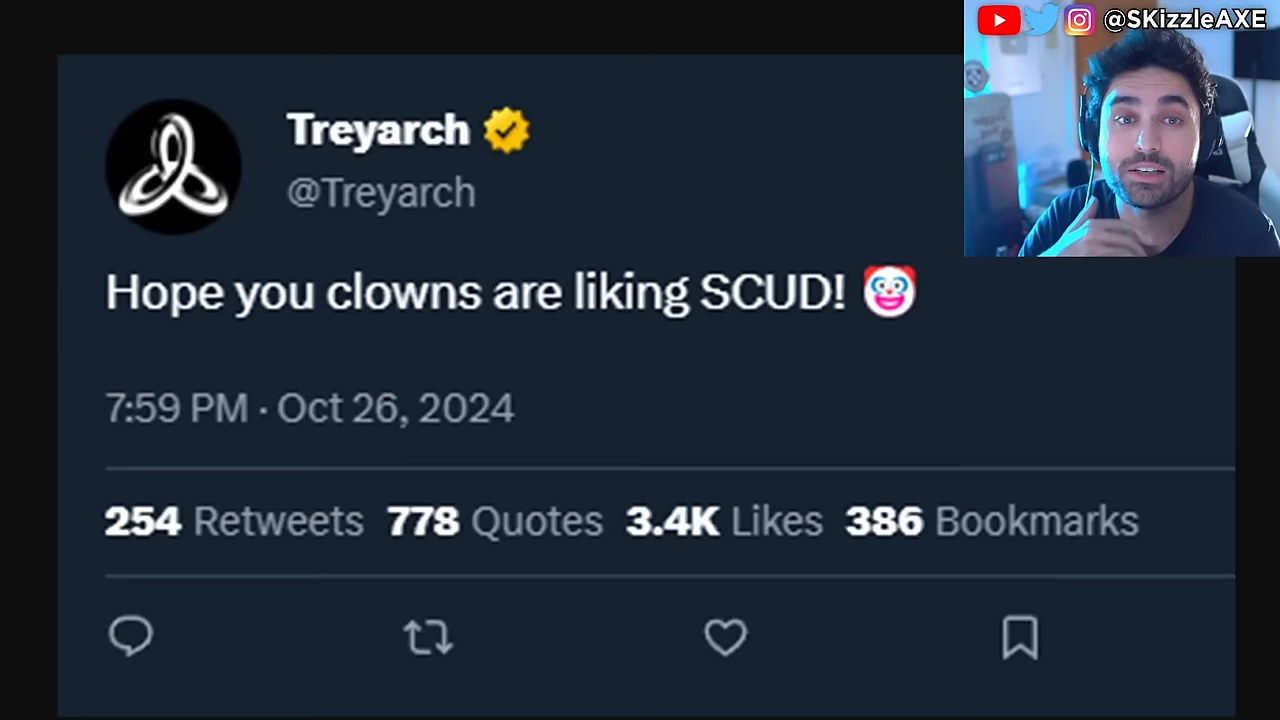 @SKizzleAXE
Treyarch
@Treyarch
Hope you clowns are liking SCUD! 🤡
7:59 PM · Oct 26, 2024
254 Retweets 778 Quotes 3.4K Likes 386 Bookmarks